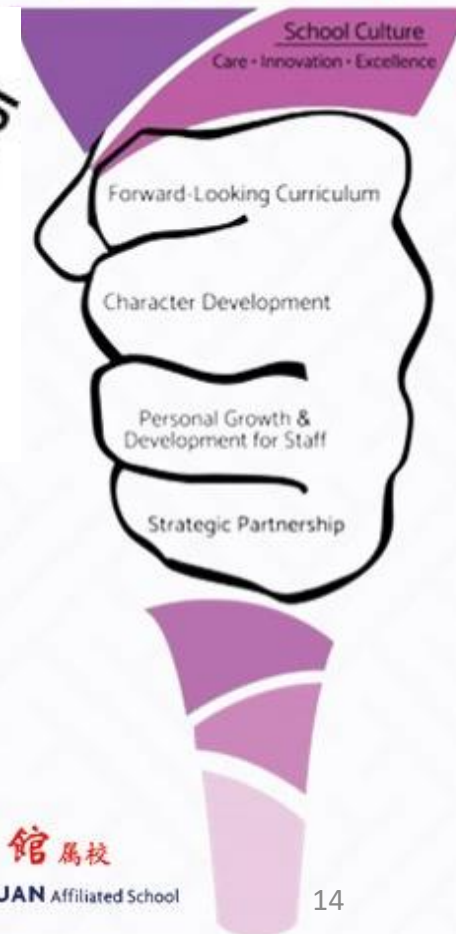 School Culture
Care • Innovation • Excellence
Forward-Looking Curriculum
Character Development
Personal Growth &
Development for Staff
Strategic Partnership
館 属校
UAN Affiliated School
14